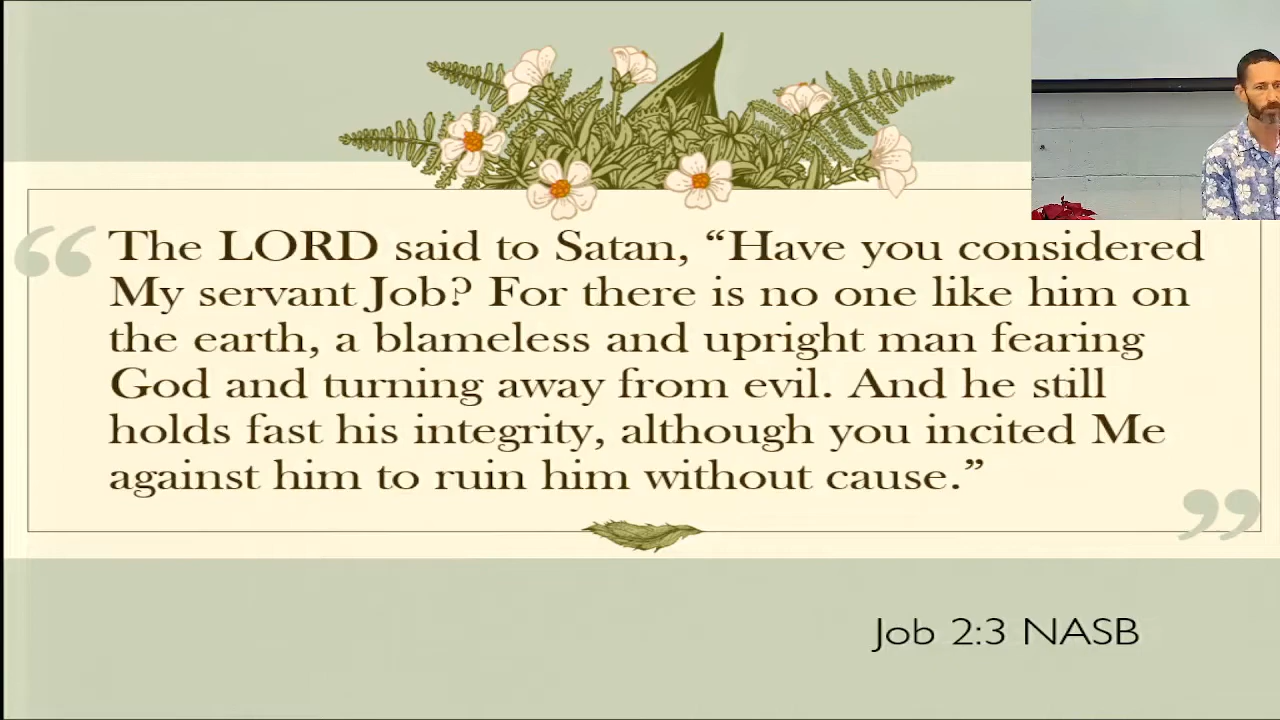 The LORD said to Satan, “Have you considered
My servant Job? For there is no one like him on
the earth, a blameless and upright man fearing
God and turning away from evil. And he still
holds fast his integrity, although you incited Me
against him to ruin him without cause.”
Job 2:3 NASB